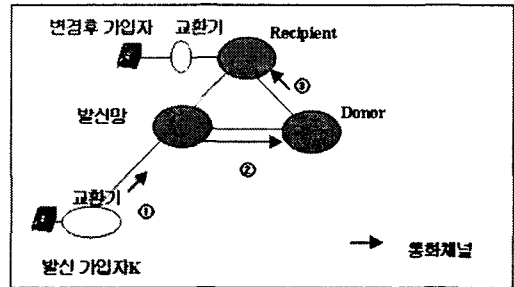 변경후 가입자
교환기
Recipient
③
발신망
Donor
②
교환기
①
발신 가입자K
통화채널